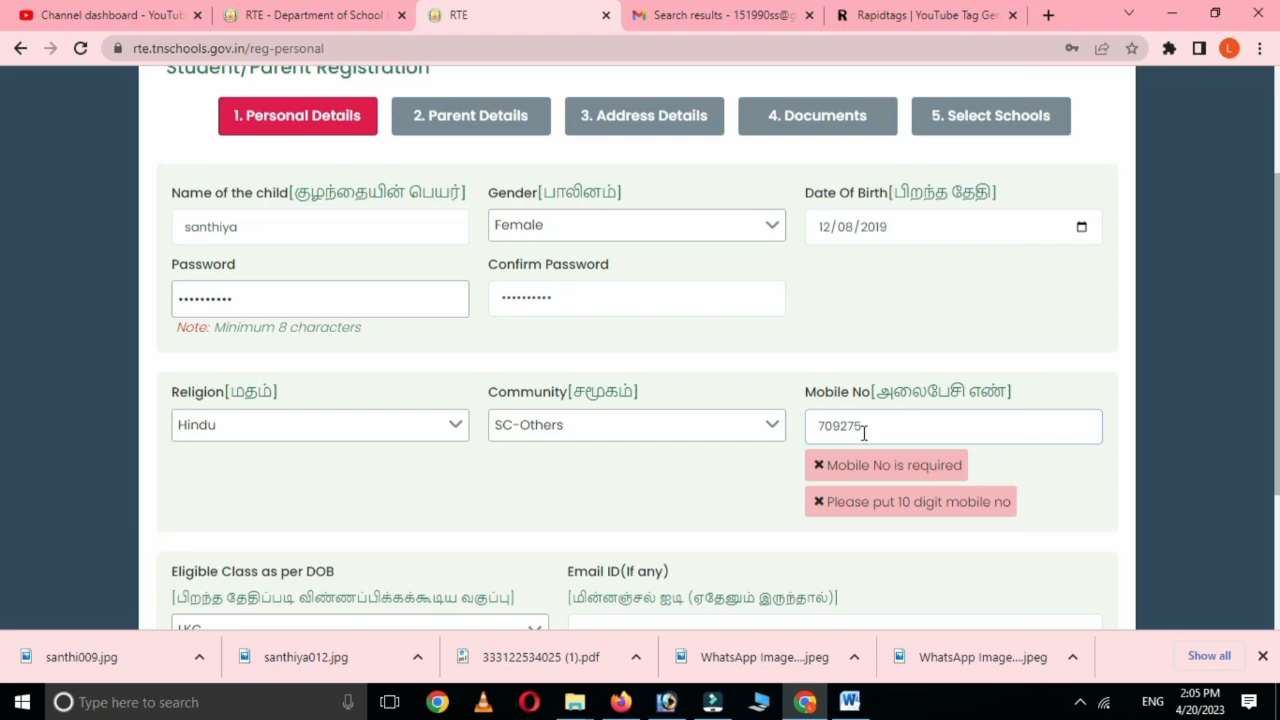 Channel dashboard - YouTub
RTE - Department of School
RTE
Search results - 151990ss@g
Rapidtags | YouTube Tag Gen
rte.tnschools.gov.in/reg-personal
Student/Parent Registration
1. Personal Details
2. Parent Details
3. Address Details
4. Documents
5. Select Schools
Name of the child[குழந்தையின் பெயர்]
Gender[பாலினம்]
Date Of Birth[பிறந்த தேதி]
santhiya
Female
12/08/2019
Password
Confirm Password
Note: Minimum 8 characters
Religion[மதம்]
Community[சமூகம்]
Mobile No[அலைபேசி எண்]
Hindu
SC-Others
709275
✖ Mobile No is required
✖ Please put 10 digit mobile no
Eligible Class as per DOB
Email ID(If any)
[பிறந்த தேதிப்படி விண்ணப்பிக்கக்கூடிய வகுப்பு]
[மின்னஞ்சல் ஐடி (ஏதேனும் இருந்தால்)]
LKG
santhi009.jpg
santhiya012.jpg
333122534025 (1).pdf
WhatsApp Image....jpeg
WhatsApp Image....jpeg
Show all
Type here to search
ENG
2:05 PM
4/20/2023